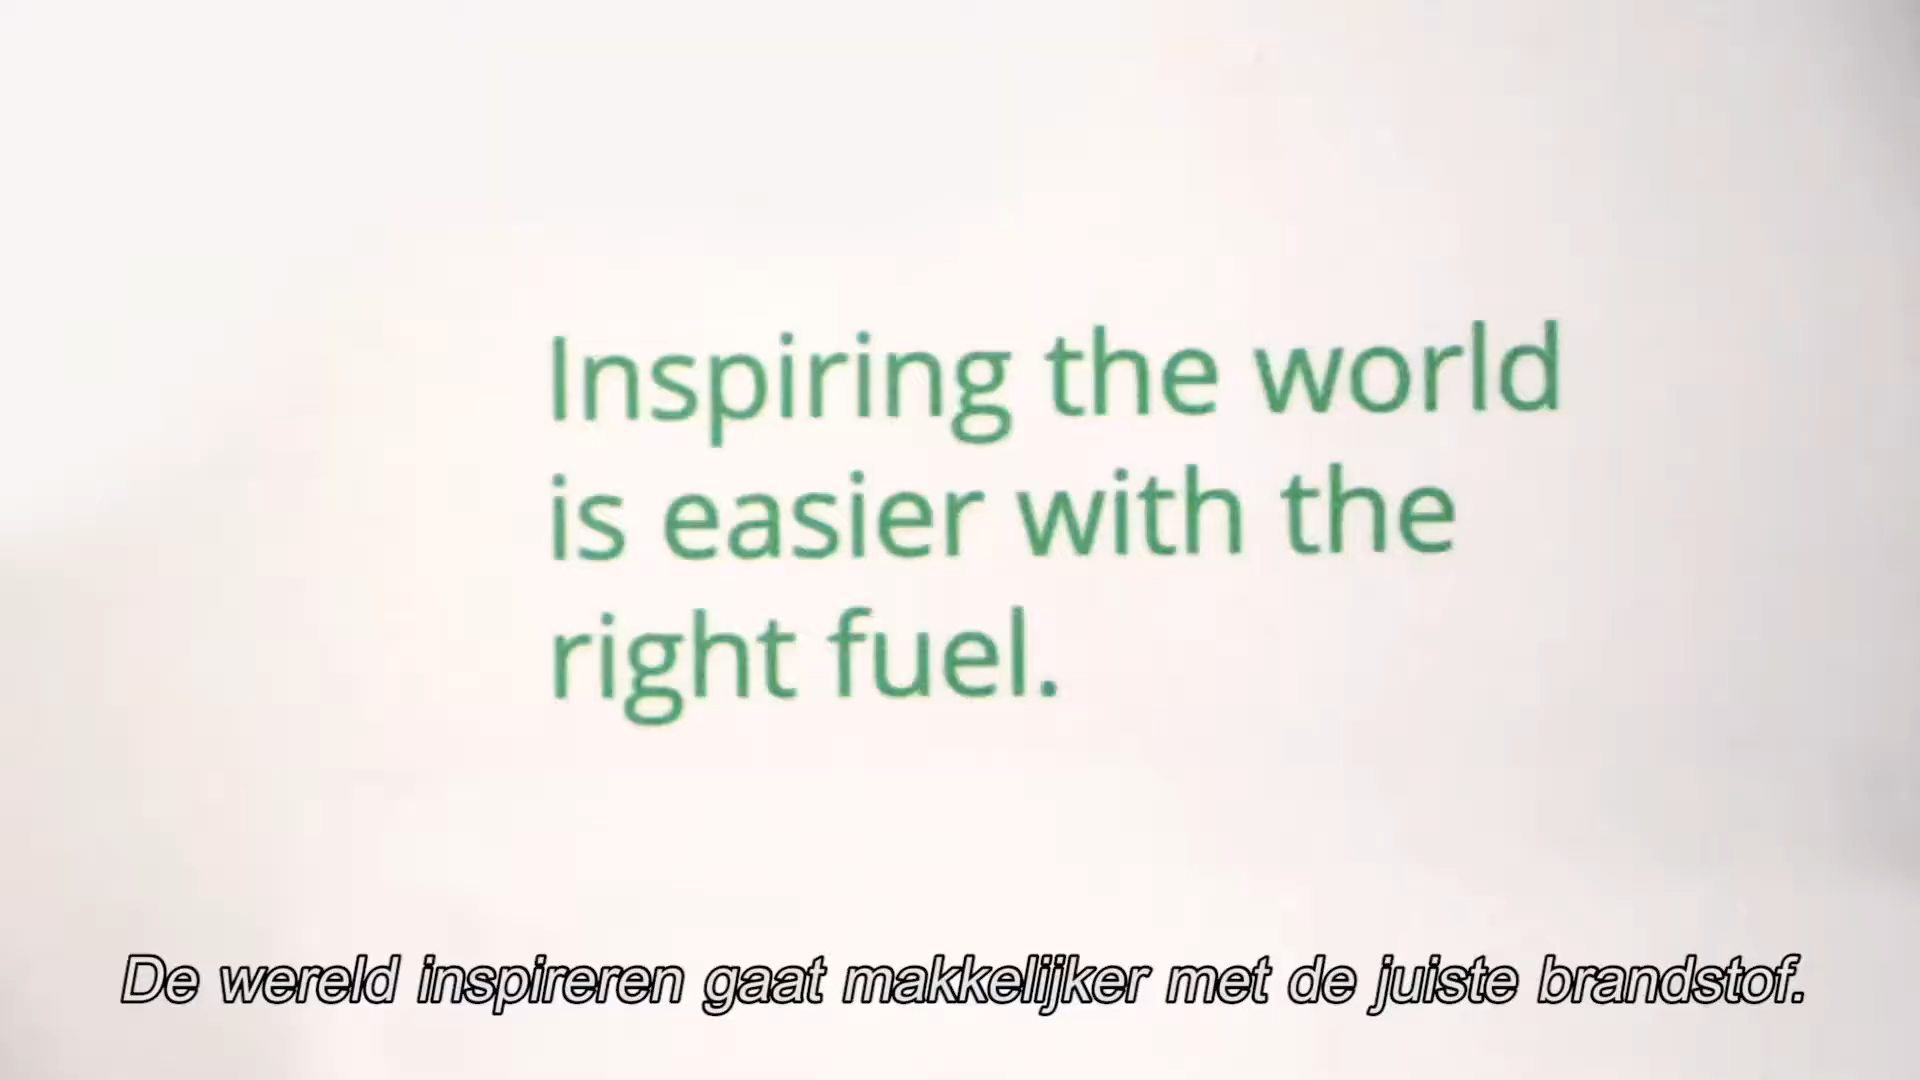 Inspiring the world
is easier with the
right fuel.
De wereld inspireren gaat makkelijker met de juiste brandstof.